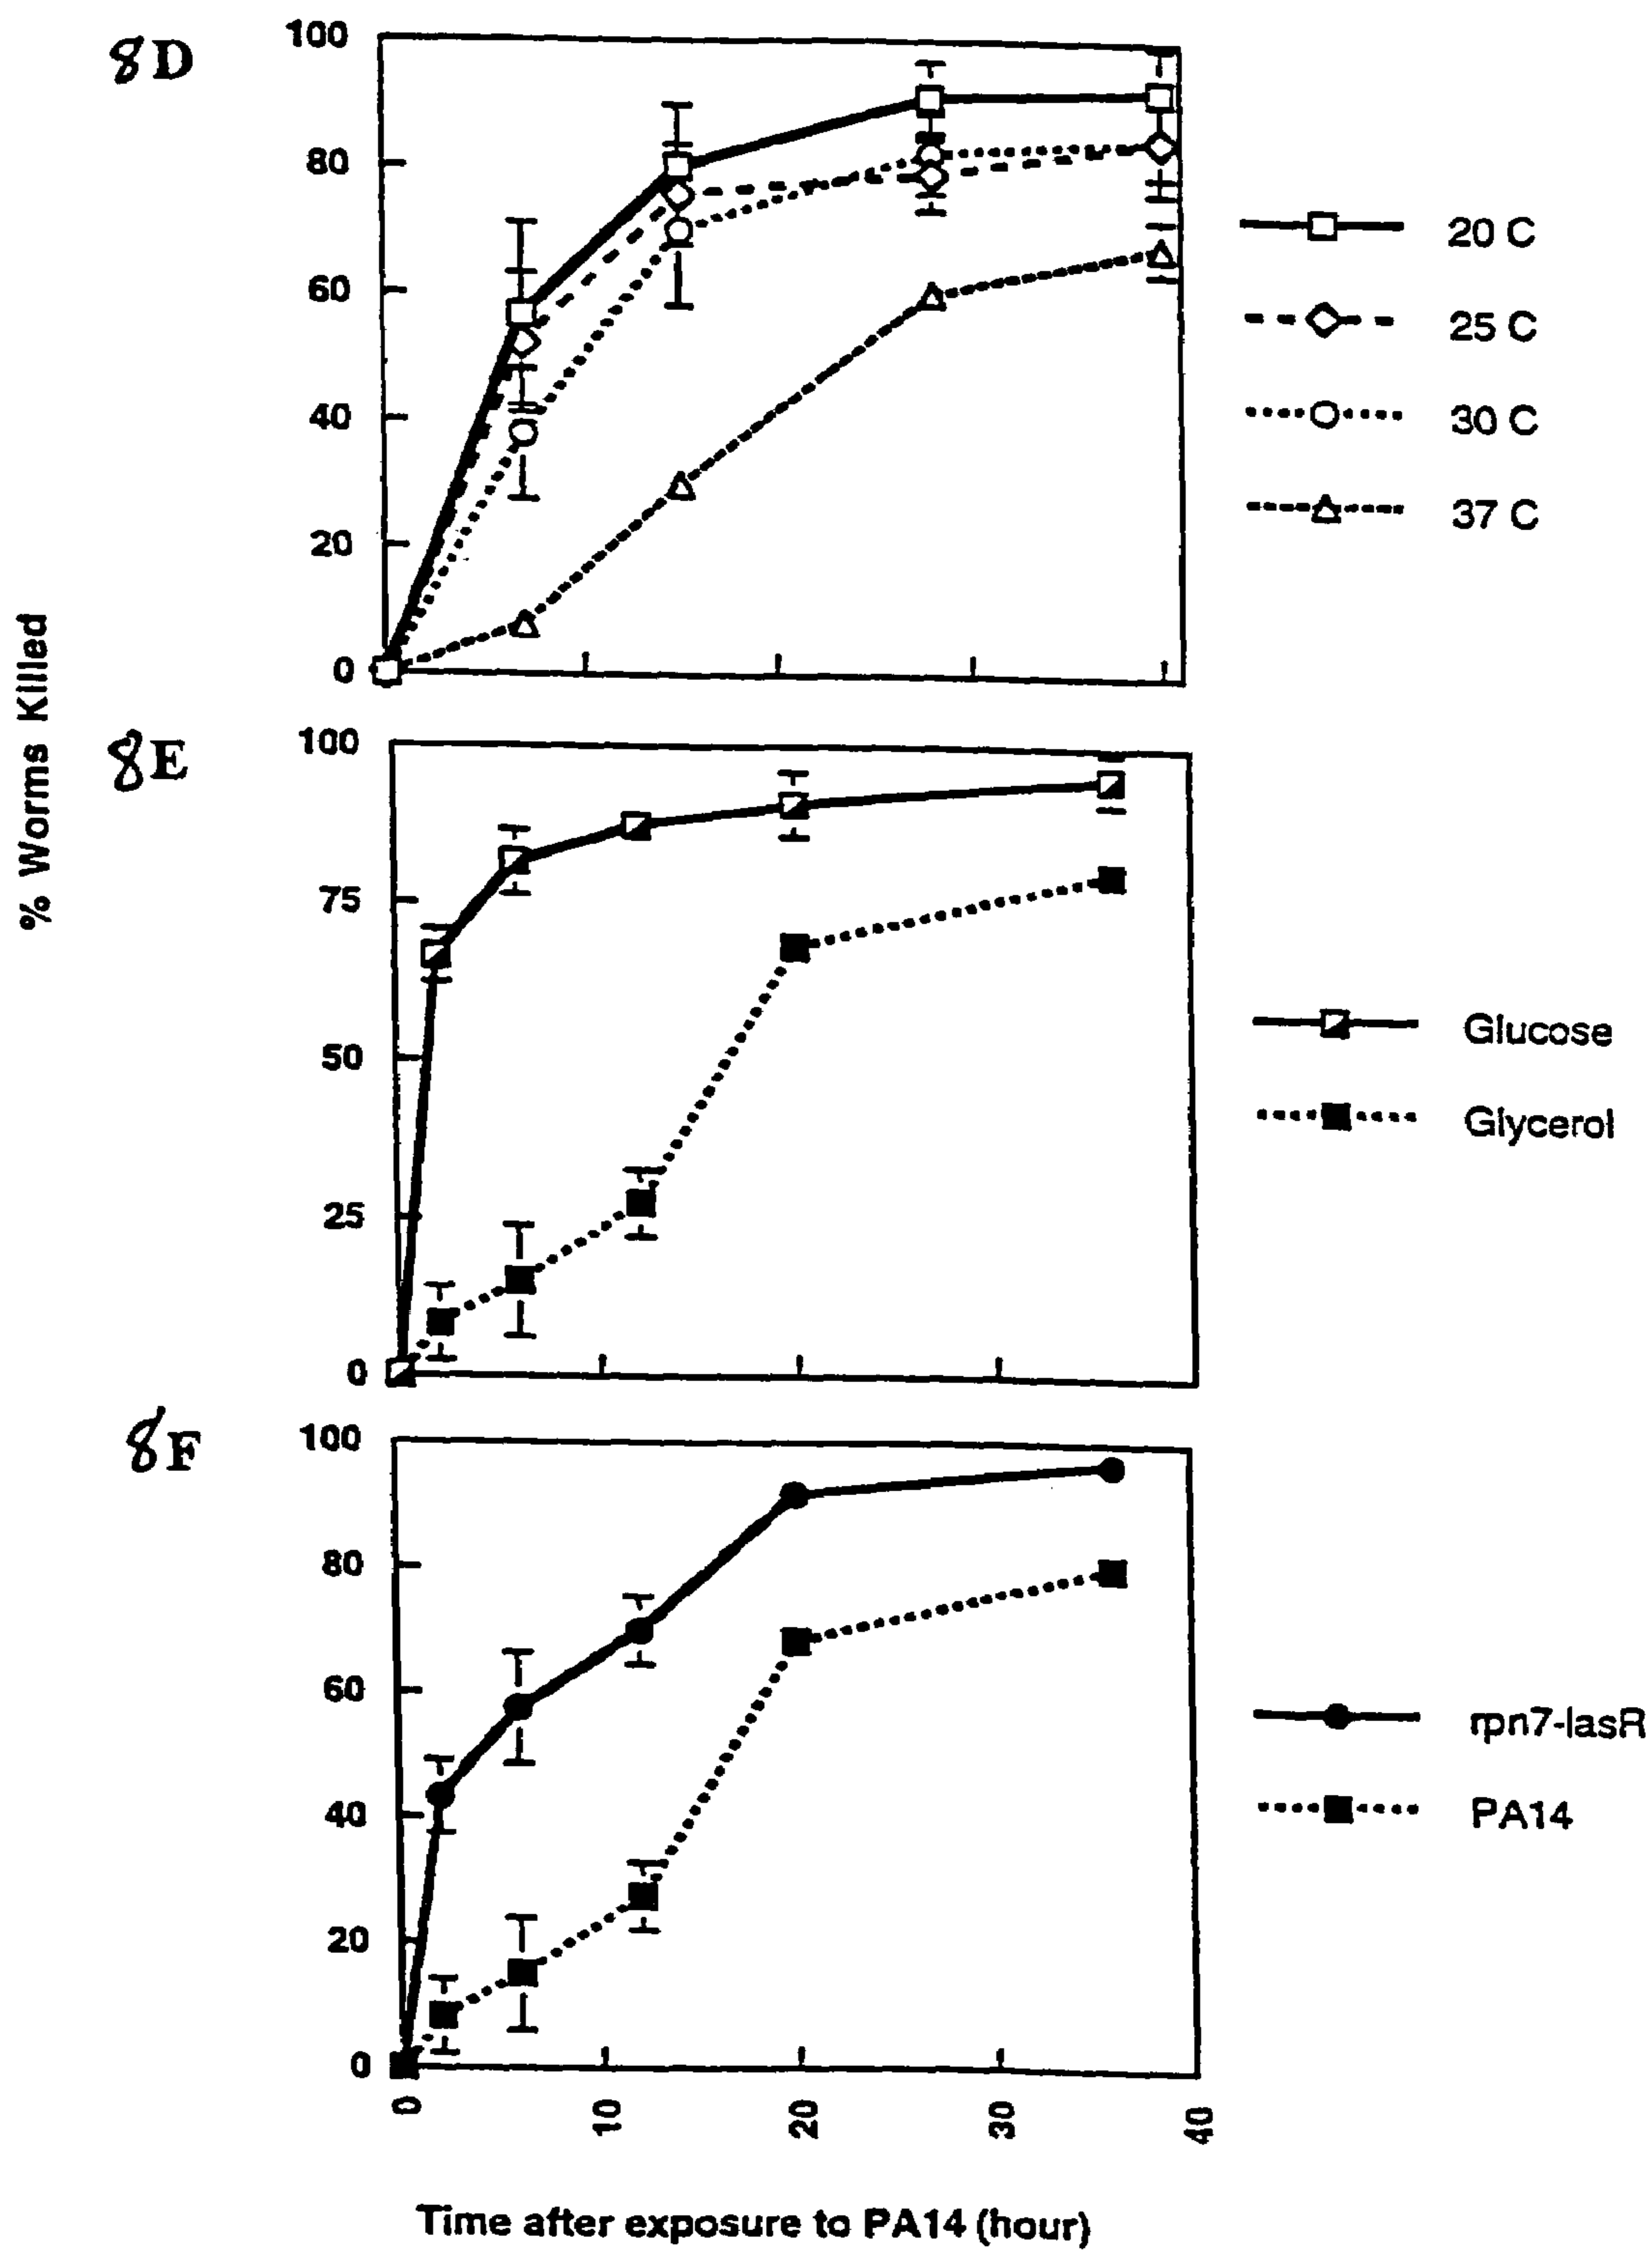 8D
100
80
60
40
20
0
20 C
25 C
30 C
37 C
% Worms Killed
8E
100
75
50
25
0
Glucose
Glycerol
8F
100
80
60
40
20
0
rpn7-lasR
PA14
0 10 20 30 40
Time after exposure to PA14 (hour)